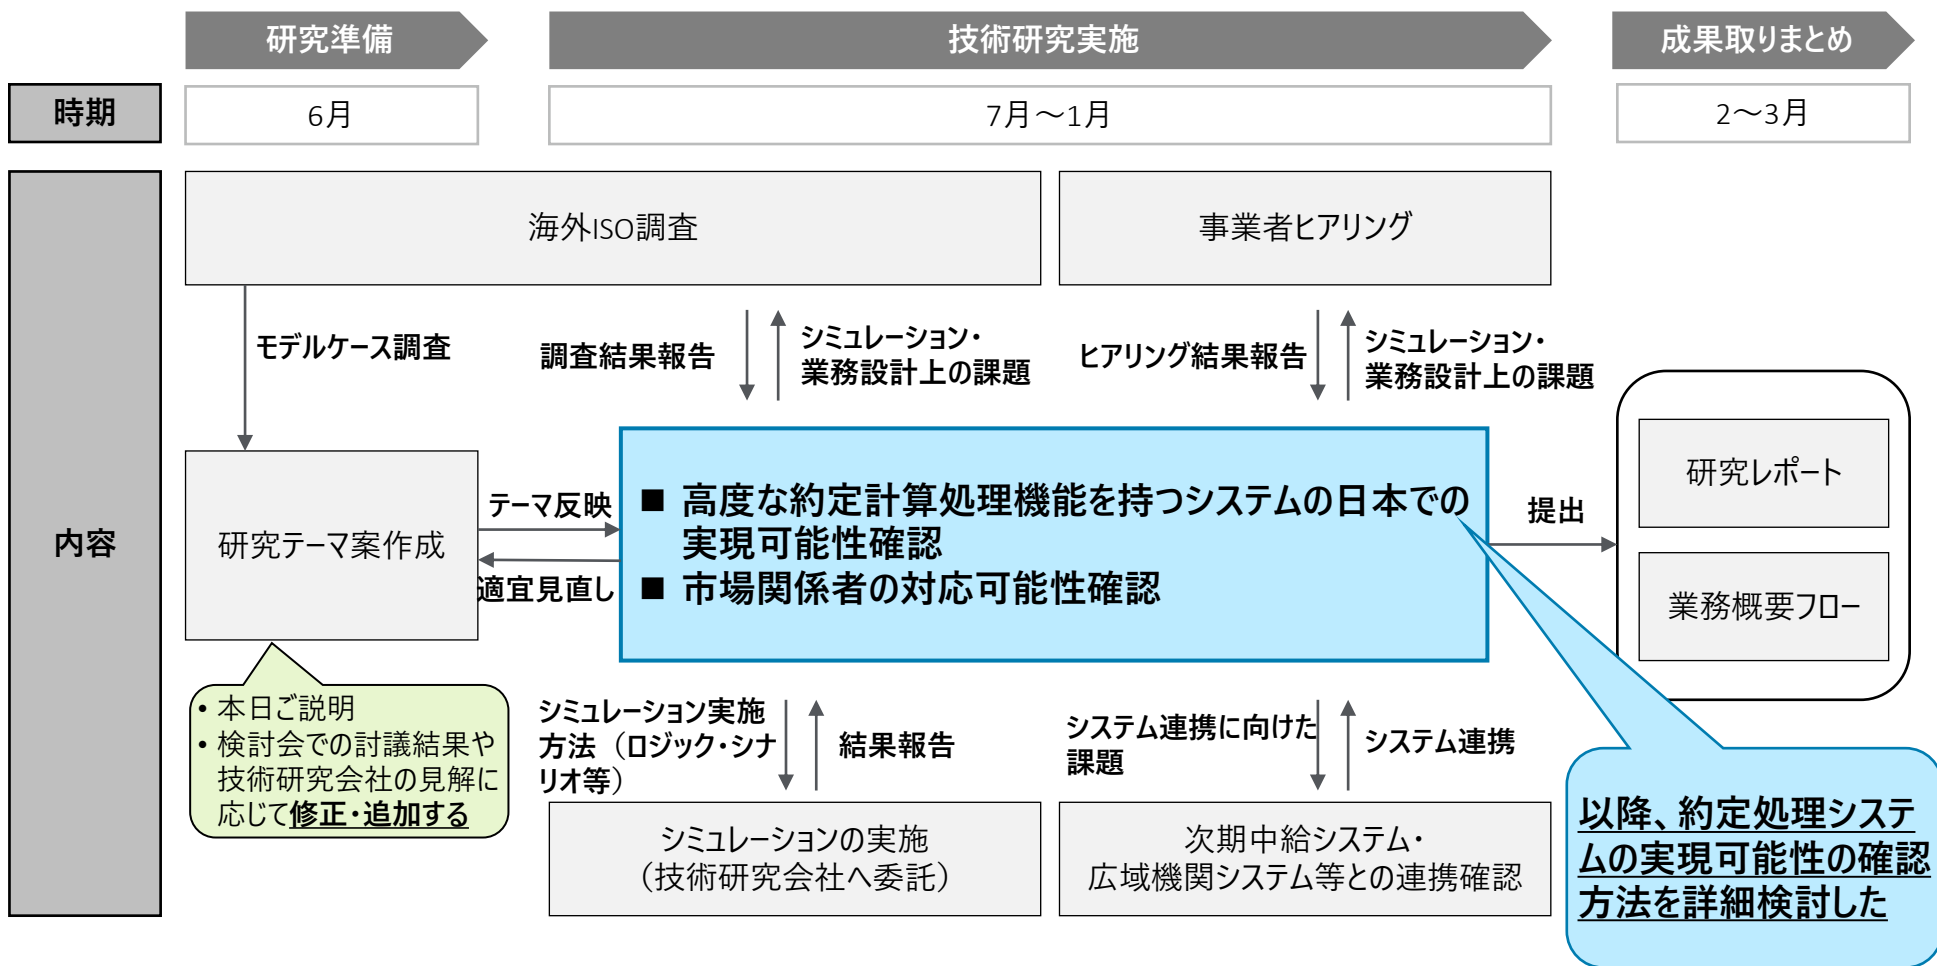 研究準備
技術研究実施
成果取りまとめ
時期
6月
7月～1月
2～3月
内容
海外ISO調査
事業者ヒアリング
モデルケース調査
調査結果報告
シミュレーション・
業務設計上の課題
ヒアリング結果報告
シミュレーション・
業務設計上の課題
研究テーマ案作成
テーマ反映
適宜見直し
■ 高度な約定計算処理機能を持つシステムの日本での
実現可能性確認
■ 市場関係者の対応可能性確認
提出
研究レポート
業務概要フロー
• 本日ご説明
• 検討会での討議結果や
技術研究会社の見解に
応じて修正・追加する
シミュレーション実施
方法（ロジック・シナ
リオ等）
結果報告
システム連携に向けた
課題
システム連携
シミュレーションの実施
（技術研究会社へ委託）
次期中給システム・
広域機関システム等との連携確認
以降、約定処理システ
ムの実現可能性の確認
方法を詳細検討した